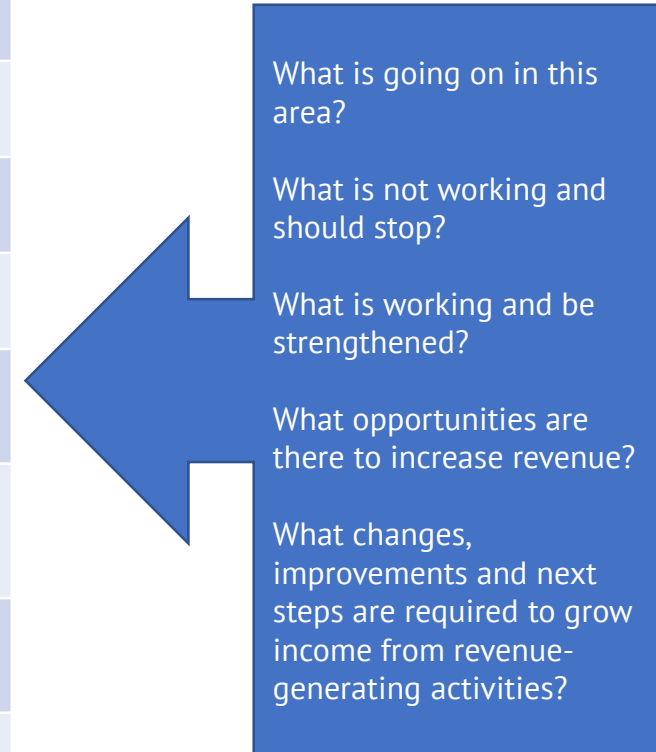 What is going on in this
area?
What is not working and
should stop?
What is working and be
strengthened?
What opportunities are
there to increase revenue?
What changes,
improvements and next
steps are required to grow
income from revenue-
generating activities?